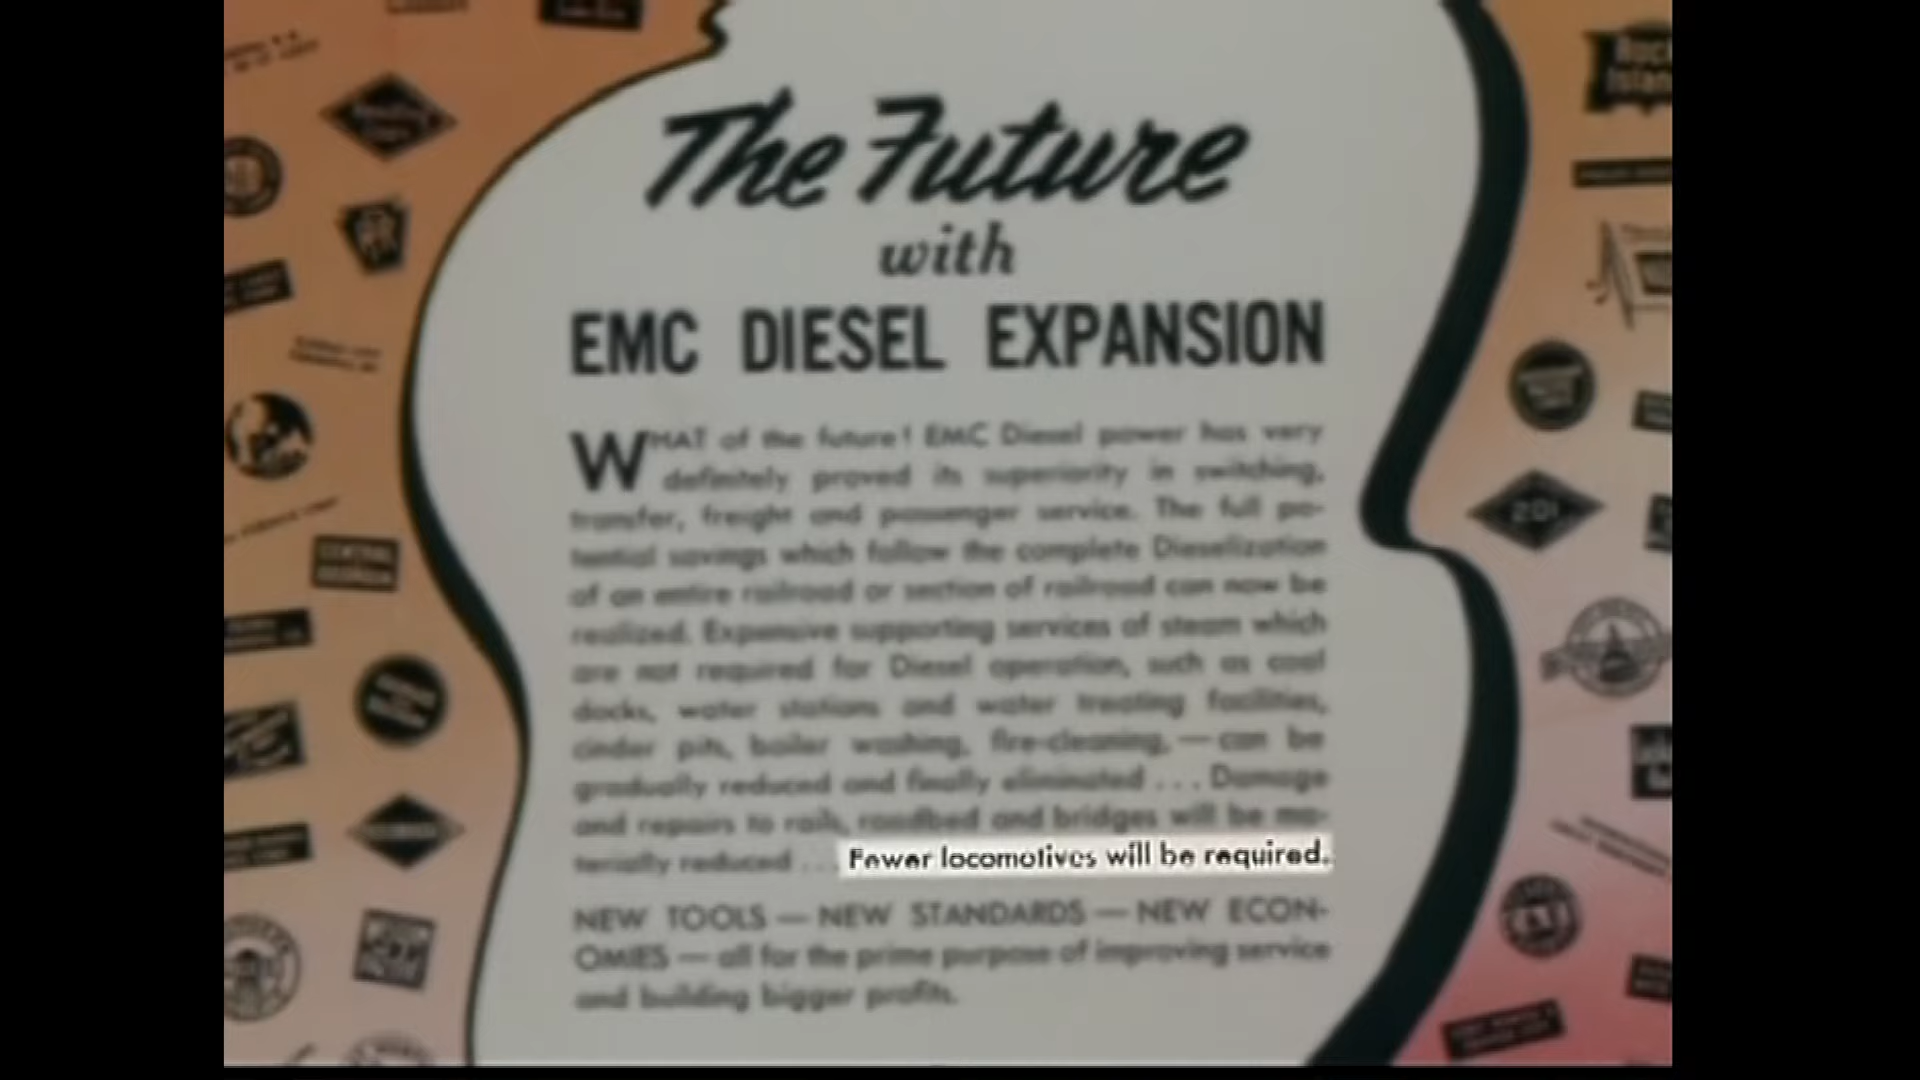 The Future
with
EMC DIESEL EXPANSION
WHAT of the future! EMC Diesel power has very
definitely proved its superiority in switching,
transfer, freight and passenger service. The full po-
tential savings which follow the complete Dieselization
of an entire railroad or section of railroad can now be
realized. Expensive supporting services of steam which
are not required for Diesel operation, such as coal
docks, water stations and water treating facilities,
cinder pits, boiler washing, fire-cleaning,—can be
gradually reduced and finally eliminated . . . Damage
and repairs to rails, roadbed and bridges will be ma-
terially reduced . . . Fewer locomotives will be required.
NEW TOOLS — NEW STANDARDS — NEW ECON-
OMIES — all for the prime purpose of improving service
and building bigger profits.
Rock
Island